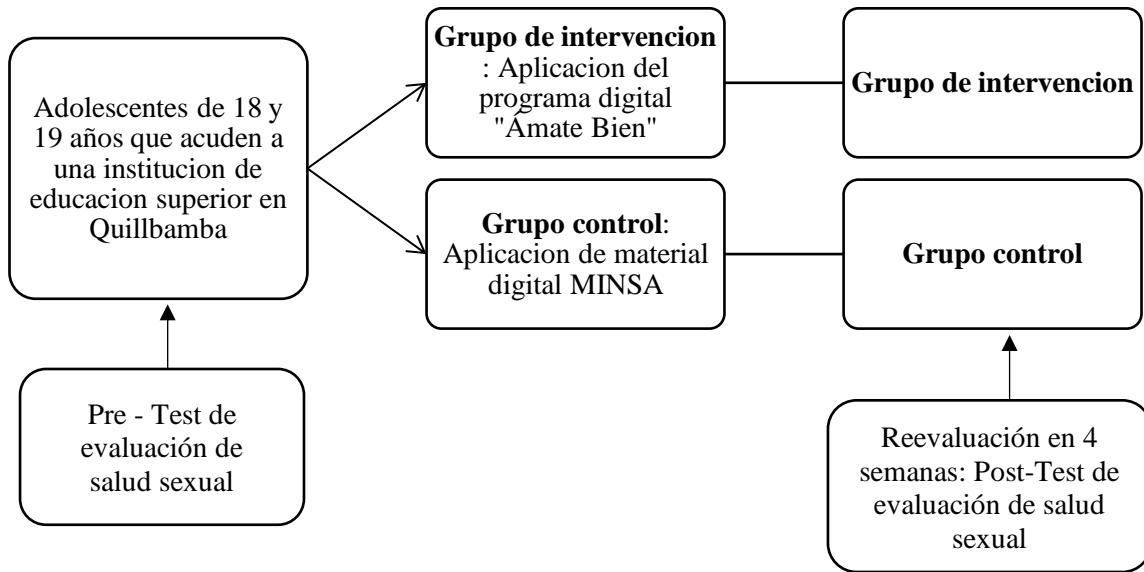 Adolescentes de 18 y
19 años que acuden a
una institucion de
educacion superior en
Quillbamba
Grupo de intervencion
: Aplicacion del
programa digital
"Ámate Bien"
Grupo de intervencion
Grupo control:
Aplicacion de material
digital MINSA
Grupo control
Pre - Test de
evaluación de
salud sexual
Reevaluación en 4
semanas: Post-Test de
evaluación de salud
sexual